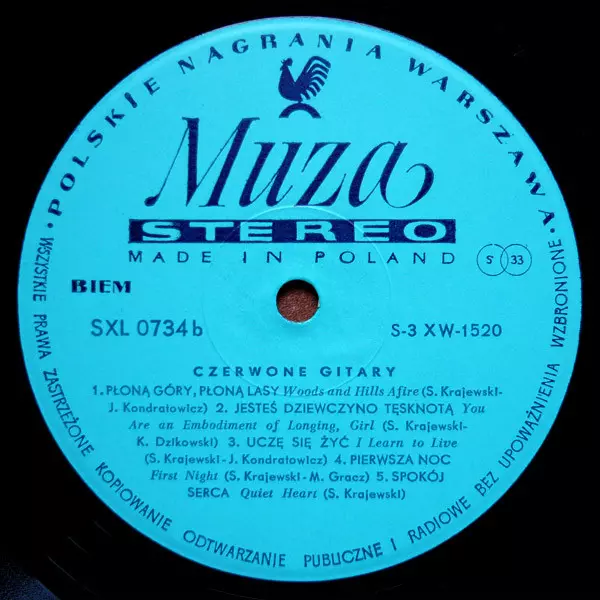 • POLSKIE NAGRANIA WARSZAWA •
Muza
STEREO
MADE IN POLAND
S 33
BIEM
SXL 0734b
S-3 XW-1520
CZERWONE GITARY
1. PŁONĄ GÓRY, PŁONĄ LASY Woods and Hills Afire (S. Krajewski-
J. Kondratowicz) 2. JESTEŚ DZIEWCZYNO TĘSKNOTĄ You
Are an Embodiment of Longing, Girl (S. Krajewski-
K. Dzikowski) 3. UCZĘ SIĘ ŻYĆ I Learn to Live
(S. Krajewski-J. Kondratowicz) 4. PIERWSZA NOC
First Night (S. Krajewski-M. Gracz) 5. SPOKÓJ
SERCA Quiet Heart (S. Krajewski)
WSZYSTKIE PRAWA ZASTRZEŻONE KOPIOWANIE ODTWARZANIE PUBLICZNE I RADIOWE BEZ UPOWAŻNIENIA WZBRONIONE